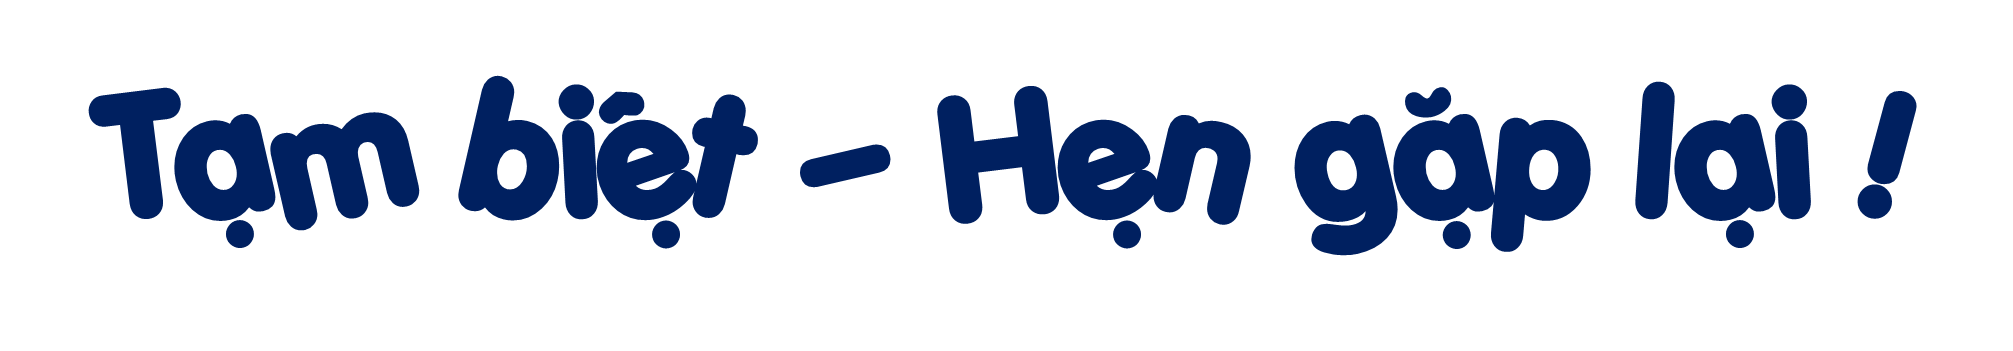 Tạm biệt – Hẹn gặp lại !